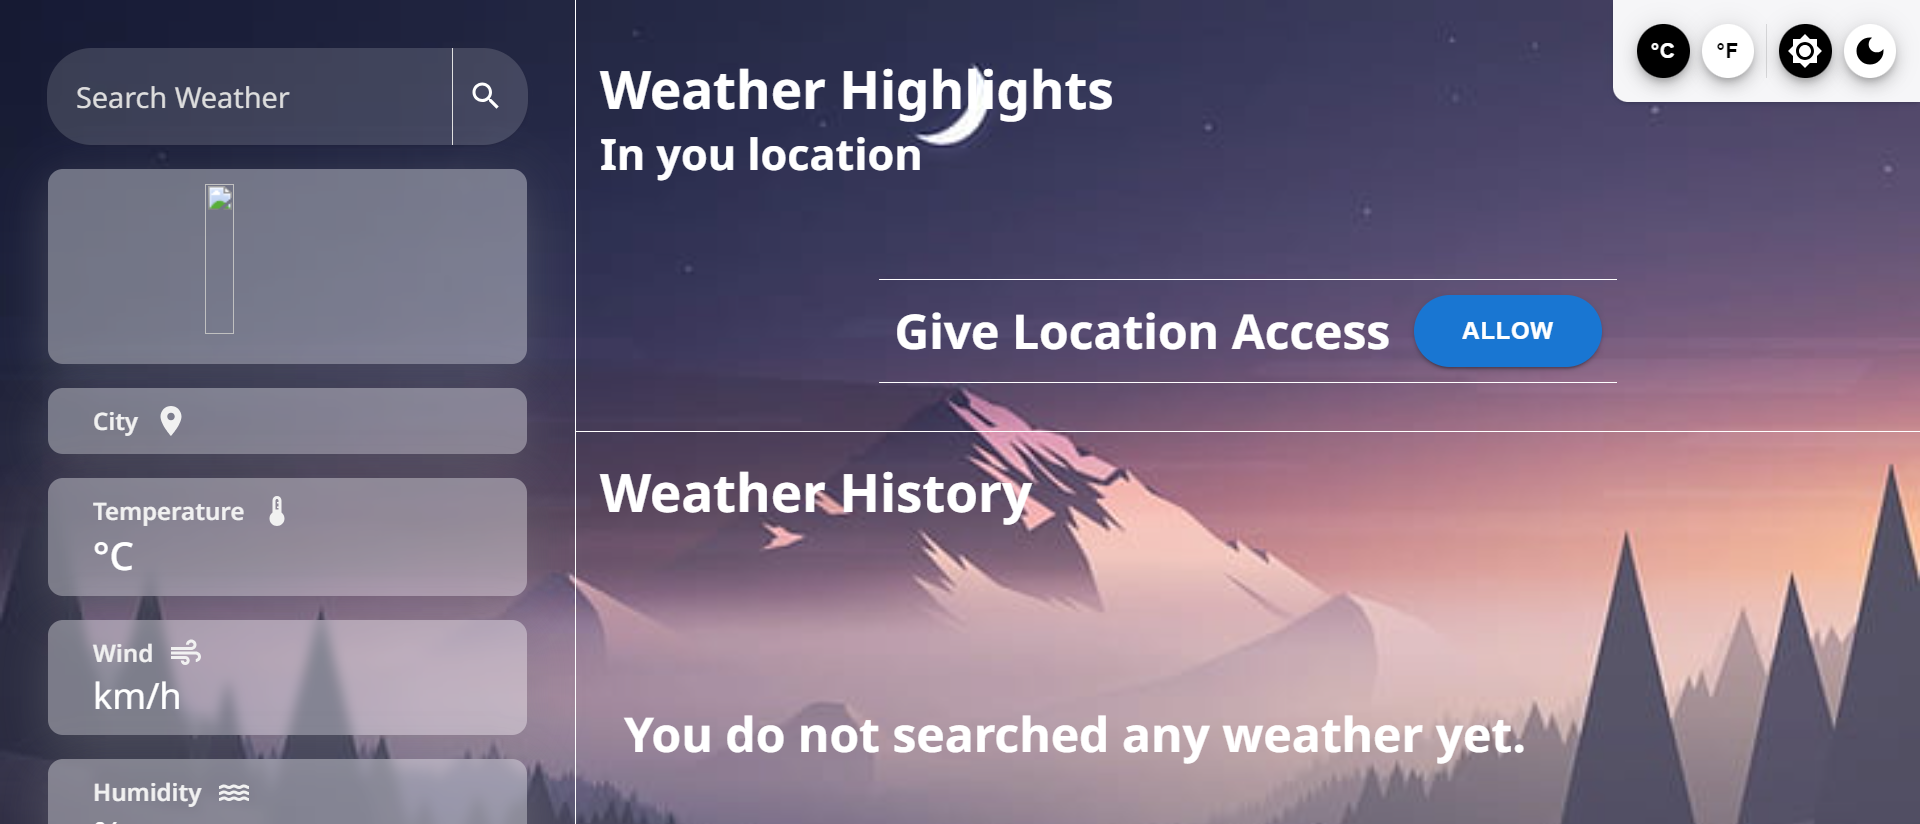 Search Weather
City
Temperature
°C
Wind
km/h
Humidity
Weather Highlights
In you location
Give Location Access ALLOW
Weather History
You do not searched any weather yet.
°C °F